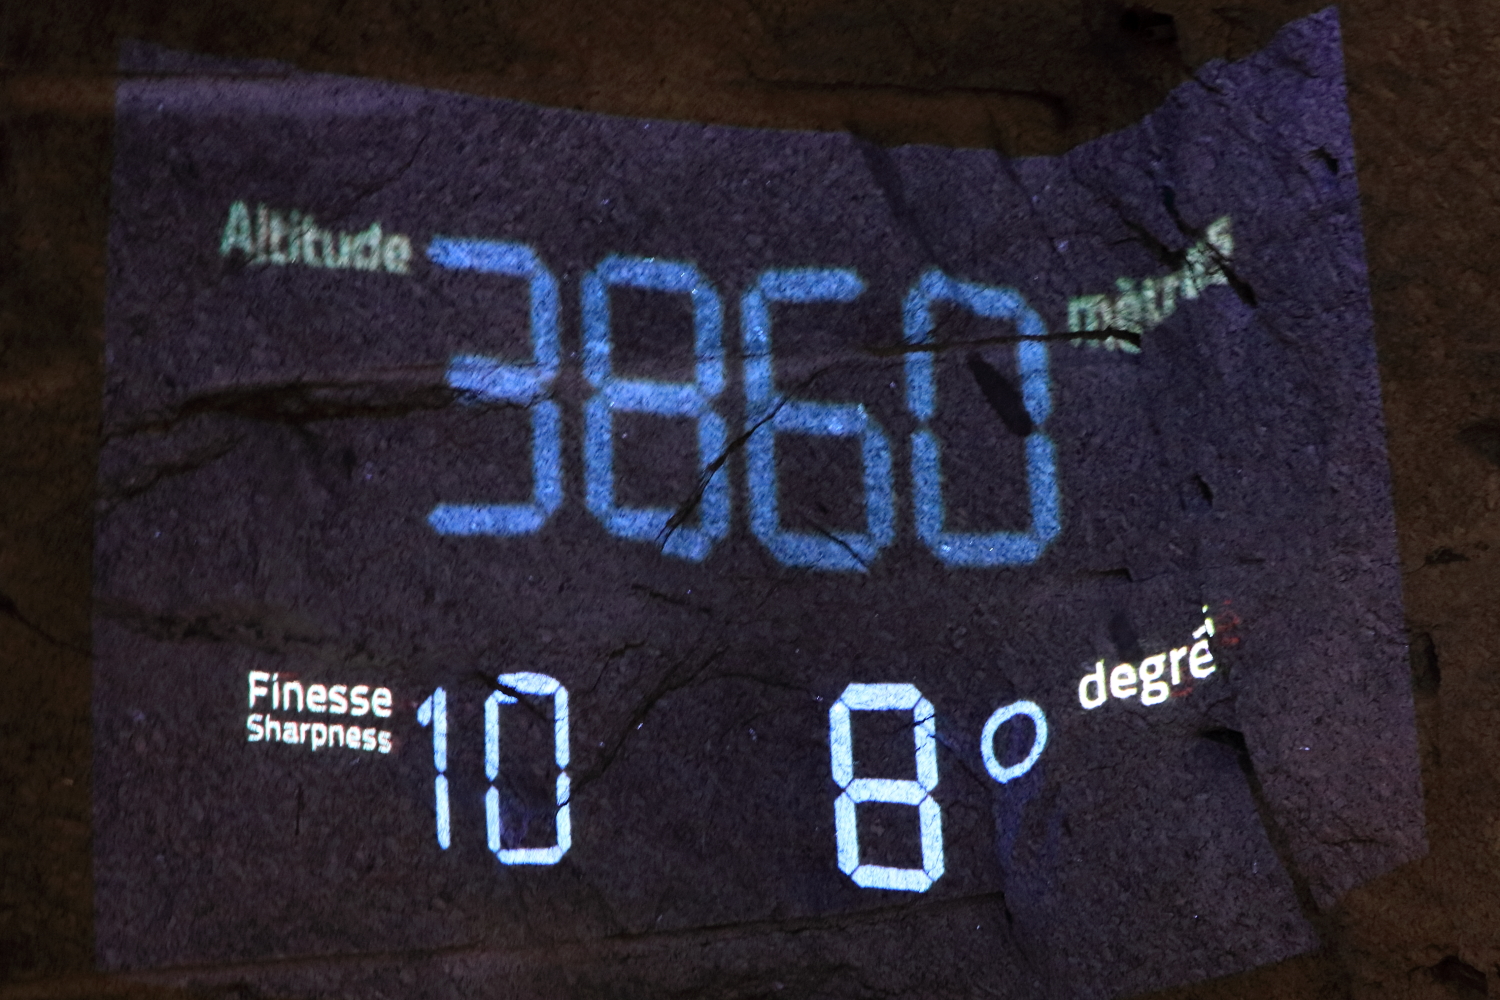 Altitude 3860 mètres
Finesse 10 8° degré
Sharpness